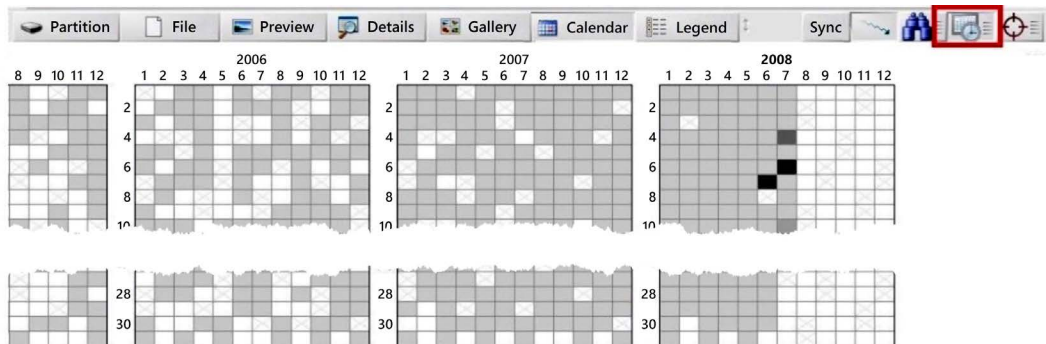 Partition File Preview Details Gallery Calendar Legend Sync
2006 2007 2008
8 9 10 11 12 1 2 3 4 5 6 7 8 9 10 11 12 1 2 3 4 5 6 7 8 9 10 11 12 1 2 3 4 5 6 7 8 9 10 11 12
2 2 2
4 4 4
6 6 6
8 8 8
10 10 10
28 28 28
30 30 30